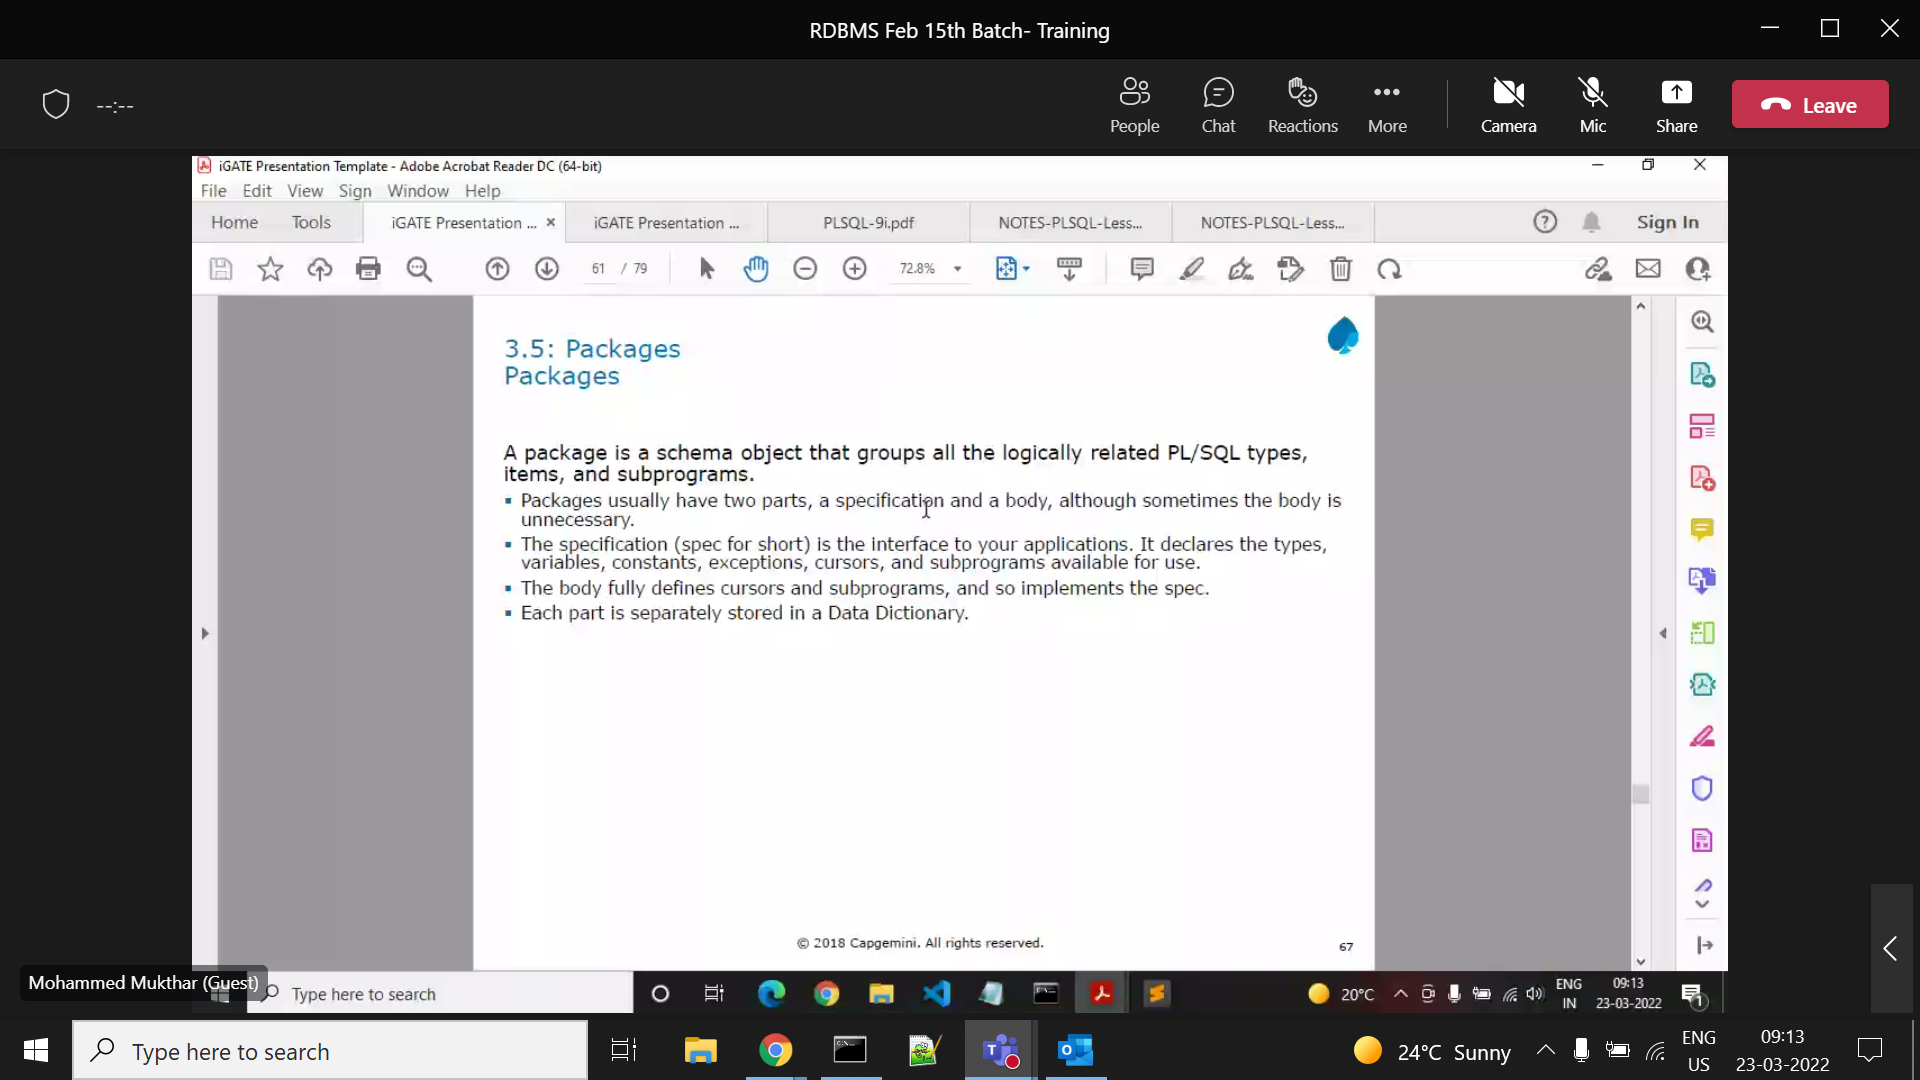 RDBMS Feb 15th Batch- Training
--:--
People
Chat
Reactions
More
Camera
Mic
Share
Leave
iGATE Presentation Template - Adobe Acrobat Reader DC (64-bit)
File Edit View Sign Window Help
Home Tools iGATE Presentation ... × iGATE Presentation ... PLSQL-9i.pdf NOTES-PLSQL-Less... NOTES-PLSQL-Less... Sign In
61 / 79 72.8%
3.5: Packages
Packages
A package is a schema object that groups all the logically related PL/SQL types,
items, and subprograms.
▪ Packages usually have two parts, a specification and a body, although sometimes the body is
unnecessary.
▪ The specification (spec for short) is the interface to your applications. It declares the types,
variables, constants, exceptions, cursors, and subprograms available for use.
▪ The body fully defines cursors and subprograms, and so implements the spec.
▪ Each part is separately stored in a Data Dictionary.
© 2018 Capgemini. All rights reserved.
67
Mohammed Mukthar (Guest)
Type here to search
20°C
ENG
IN
09:13
23-03-2022
1
Type here to search
24°C Sunny
ENG
US
09:13
23-03-2022